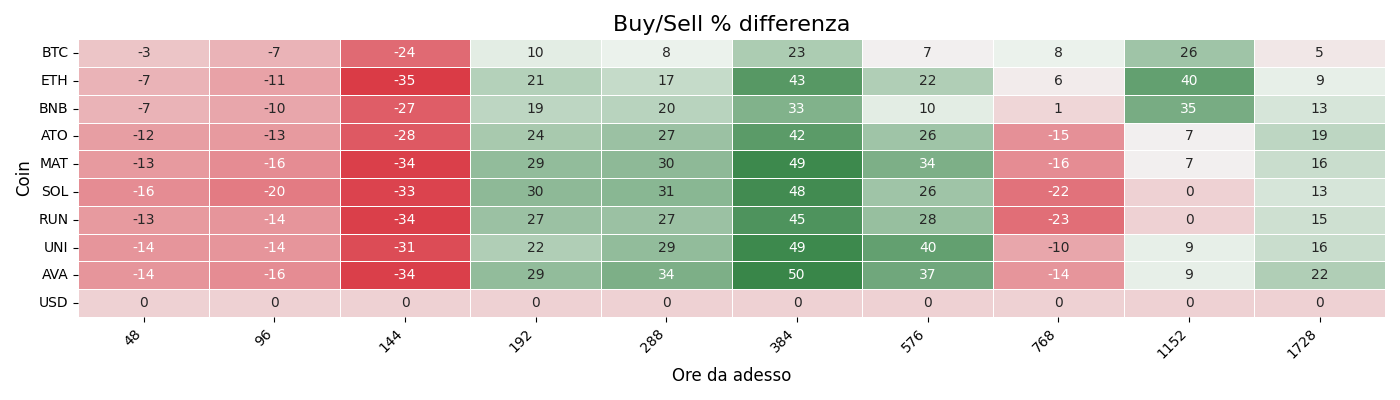 Buy/Sell % differenza
Coin
BTC -3 -7 -24 10 8 23 7 8 26 5
ETH -7 -11 -35 21 17 43 22 6 40 9
BNB -7 -10 -27 19 20 33 10 1 35 13
ATO -12 -13 -28 24 27 42 26 -15 7 19
MAT -13 -16 -34 29 30 49 34 -16 7 16
SOL -16 -20 -33 30 31 48 26 -22 0 13
RUN -13 -14 -34 27 27 45 28 -23 0 15
UNI -14 -14 -31 22 29 49 40 -10 9 16
AVA -14 -16 -34 29 34 50 37 -14 9 22
USD 0 0 0 0 0 0 0 0 0 0
48 96 144 192 288 384 576 768 1152 1728
Ore da adesso